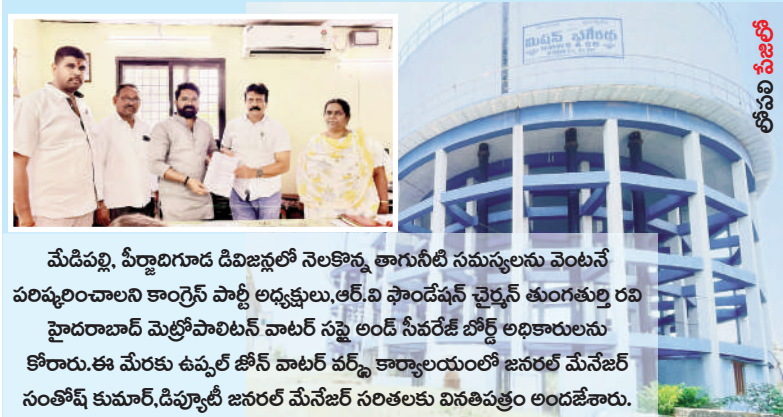 మిషన్ భగీరథ
లోపలి పేజీలో
మేడిపల్లి, పీర్జాదిగూడ డివిజన్లలో నెలకొన్న తాగునీటి సమస్యలను వెంటనే
పరిష్కరించాలని కాంగ్రెస్ పార్టీ అధ్యక్షులు,ఆర్.వి ఫౌండేషన్ చైర్మన్ తుంగతుర్తి రవి
హైదరాబాద్ మెట్రోపాలిటన్ వాటర్ సప్లై అండ్ సీవరేజ్ బోర్డ్ అధికారులను
కోరారు.ఈ మేరకు ఉప్పల్ జోన్ వాటర్ వర్క్స్ కార్యాలయంలో జనరల్ మేనేజర్
సంతోష్ కుమార్,డిప్యూటీ జనరల్ మేనేజర్ సరితలకు వినతిపత్రం అందజేశారు.